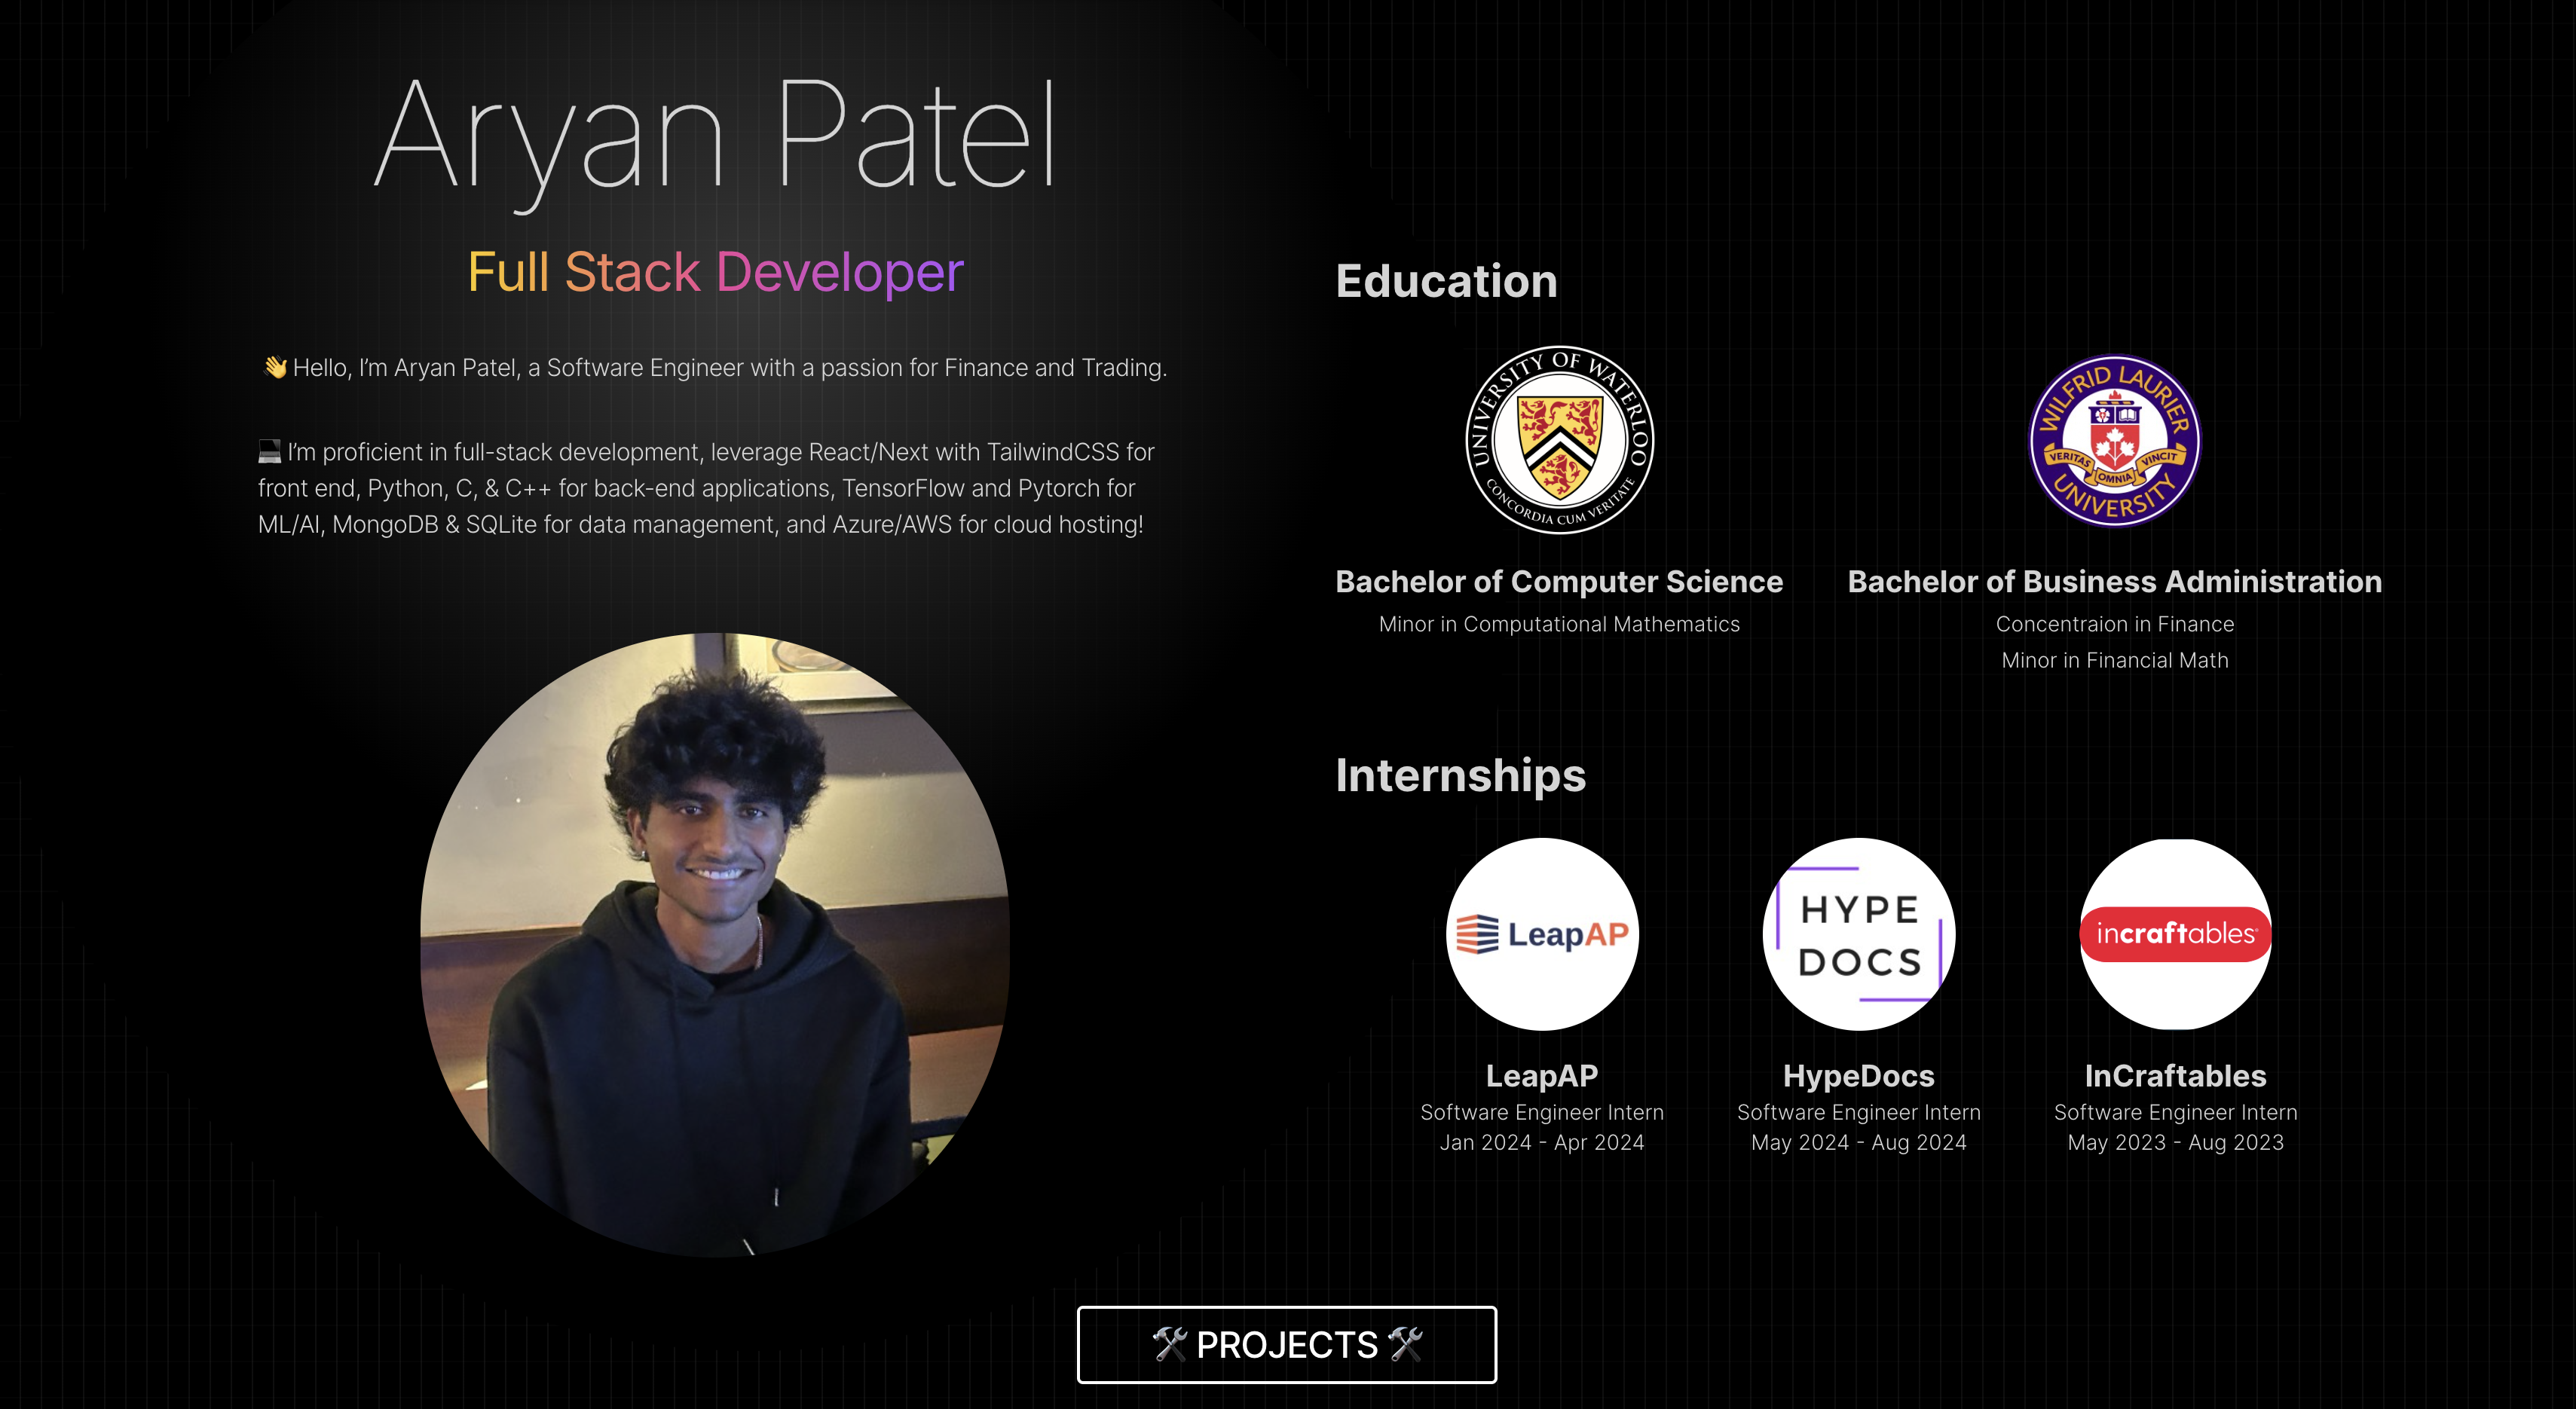 Aryan Patel
Full Stack Developer
👋 Hello, I'm Aryan Patel, a Software Engineer with a passion for Finance and Trading.
💻 I'm proficient in full-stack development, leverage React/Next with TailwindCSS for
front end, Python, C, & C++ for back-end applications, TensorFlow and Pytorch for
ML/AI, MongoDB & SQLite for data management, and Azure/AWS for cloud hosting!
Education
UNIVERSITY OF WATERLOO
CONCORDIA CUM VERITATE
WILFRID LAURIER
VERITAS OMNIA VINCIT
UNIVERSITY
Bachelor of Computer Science
Minor in Computational Mathematics
Bachelor of Business Administration
Concentraion in Finance
Minor in Financial Math
Internships
LeapAP
HYPE
DOCS
incraftables
LeapAP
Software Engineer Intern
Jan 2024 - Apr 2024
HypeDocs
Software Engineer Intern
May 2024 - Aug 2024
InCraftables
Software Engineer Intern
May 2023 - Aug 2023
🛠️ PROJECTS 🛠️